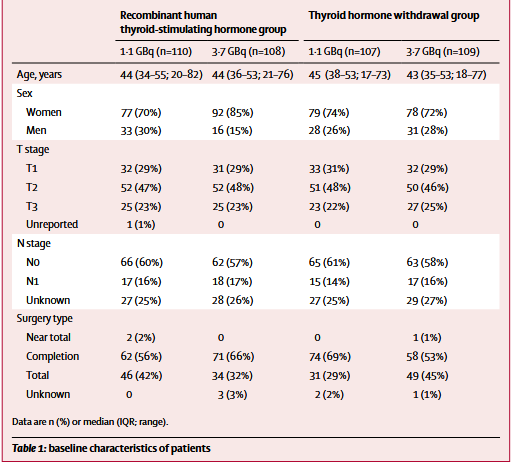 Recombinant human thyroid-stimulating hormone group Thyroid hormone withdrawal group
1·1 GBq (n=110) 3·7 GBq (n=108) 1·1 GBq (n=107) 3·7 GBq (n=109)
Age, years 44 (34–55; 20–82) 44 (36–53; 21–76) 45 (38–53; 17–73) 43 (35–53; 18–77)
Sex
Women 77 (70%) 92 (85%) 79 (74%) 78 (72%)
Men 33 (30%) 16 (15%) 28 (26%) 31 (28%)
T stage
T1 32 (29%) 31 (29%) 33 (31%) 32 (29%)
T2 52 (47%) 52 (48%) 51 (48%) 50 (46%)
T3 25 (23%) 25 (23%) 23 (22%) 27 (25%)
Unreported 1 (1%) 0 0 0
N stage
N0 66 (60%) 62 (57%) 65 (61%) 63 (58%)
N1 17 (16%) 18 (17%) 15 (14%) 17 (16%)
Unknown 27 (25%) 28 (26%) 27 (25%) 29 (27%)
Surgery type
Near total 2 (2%) 0 0 1 (1%)
Completion 62 (56%) 71 (66%) 74 (69%) 58 (53%)
Total 46 (42%) 34 (32%) 31 (29%) 49 (45%)
Unknown 0 3 (3%) 2 (2%) 1 (1%)
Data are n (%) or median (IQR; range).
Table 1: baseline characteristics of patients